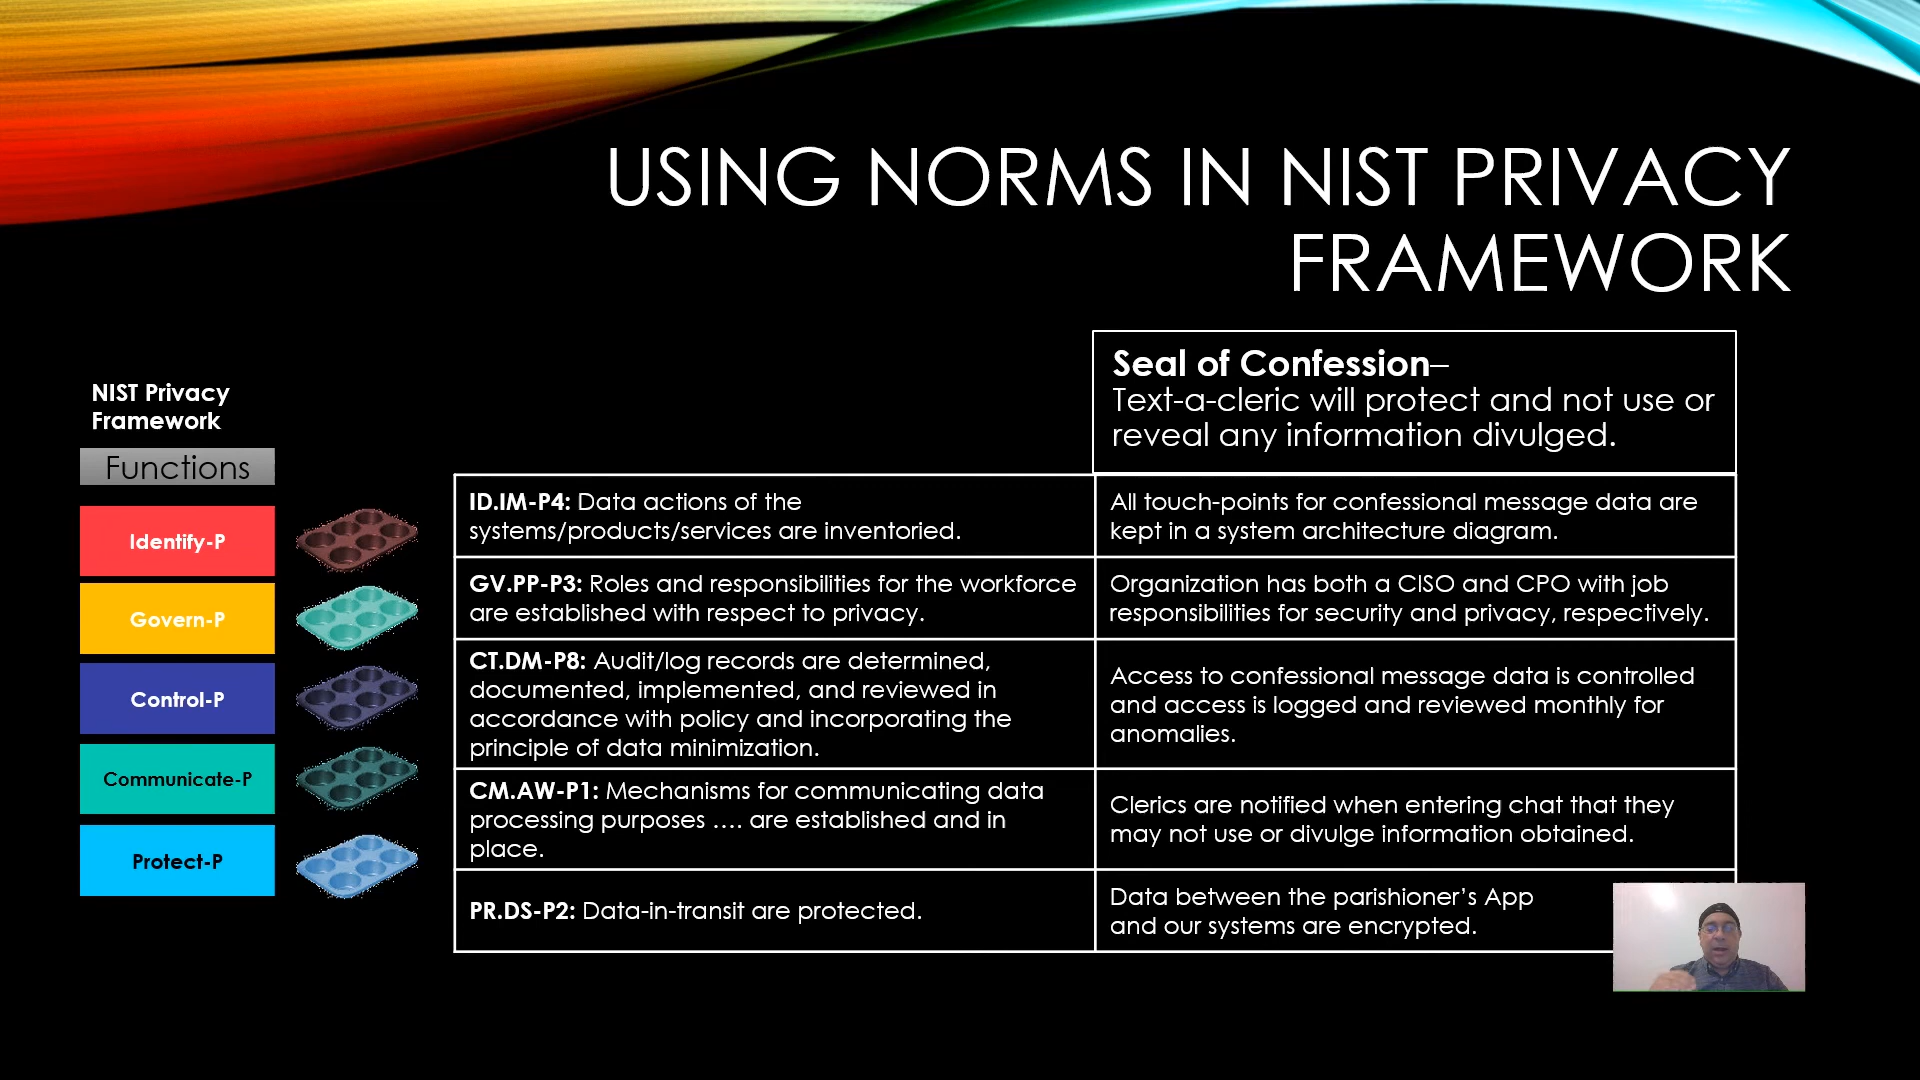 USING NORMS IN NIST PRIVACY
FRAMEWORK
Seal of Confession–
Text-a-cleric will protect and not use or
reveal any information divulged.
NIST Privacy
Framework
Functions
Identify-P
Govern-P
Control-P
Communicate-P
Protect-P
ID.IM-P4: Data actions of the
systems/products/services are inventoried.
All touch-points for confessional message data are
kept in a system architecture diagram.
GV.PP-P3: Roles and responsibilities for the workforce
are established with respect to privacy.
Organization has both a CISO and CPO with job
responsibilities for security and privacy, respectively.
CT.DM-P8: Audit/log records are determined,
documented, implemented, and reviewed in
accordance with policy and incorporating the
principle of data minimization.
Access to confessional message data is controlled
and access is logged and reviewed monthly for
anomalies.
CM.AW-P1: Mechanisms for communicating data
processing purposes …. are established and in
place.
Clerics are notified when entering chat that they
may not use or divulge information obtained.
PR.DS-P2: Data-in-transit are protected.
Data between the parishioner’s App
and our systems are encrypted.